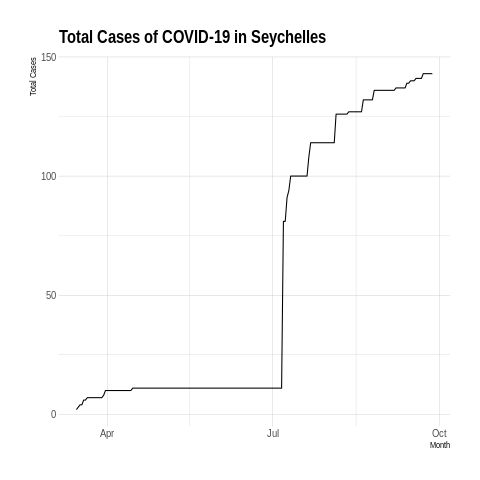 Total Cases of COVID-19 in Seychelles
Total Cases
150
100
50
0
Apr Jul Oct
Month